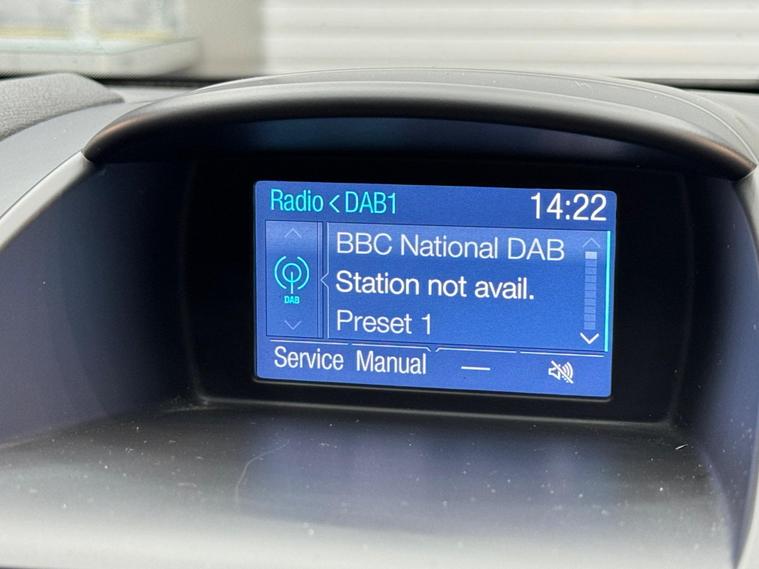 Radio < DAB1 14:22
BBC National DAB
Station not avail.
DAB
Preset 1
Service Manual —